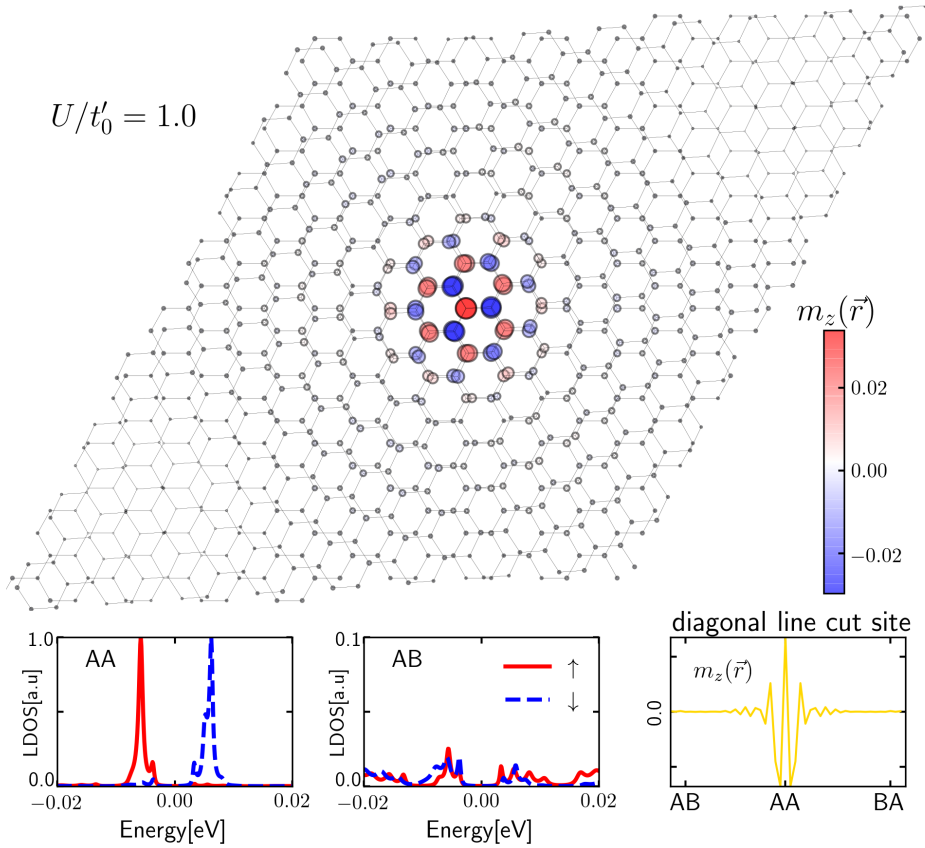 U/t′₀ = 1.0
m_z(r⃗)
0.02
0.00
−0.02
AA
LDOS[a.u]
1.0
0.0
−0.02
0.00
0.02
Energy[eV]
AB
LDOS[a.u]
0.1
0.0
↑
↓
−0.02
0.00
0.02
Energy[eV]
diagonal line cut site
m_z(r⃗)
0.0
AB
AA
BA